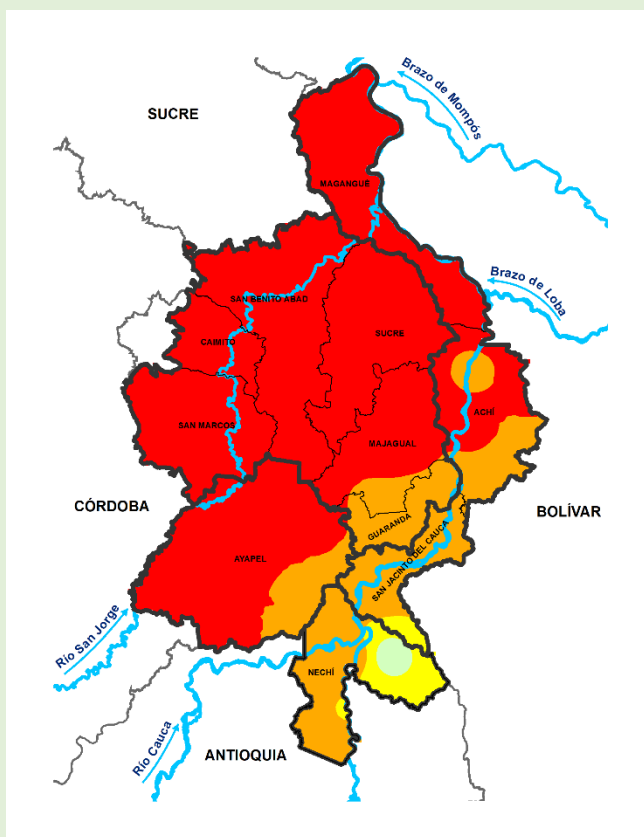 Brazo de Mompós
SUCRE
MAGANGUE
Brazo de Loba
SAN BENITO ABAD
SUCRE
CAIMITO
ACHÍ
SAN MARCOS
MAJAGUAL
CÓRDOBA
BOLÍVAR
GUARANDA
AYAPEL
SAN JACINTO DEL CAUCA
Río San Jorge
NECHÍ
Río Cauca
ANTIOQUIA